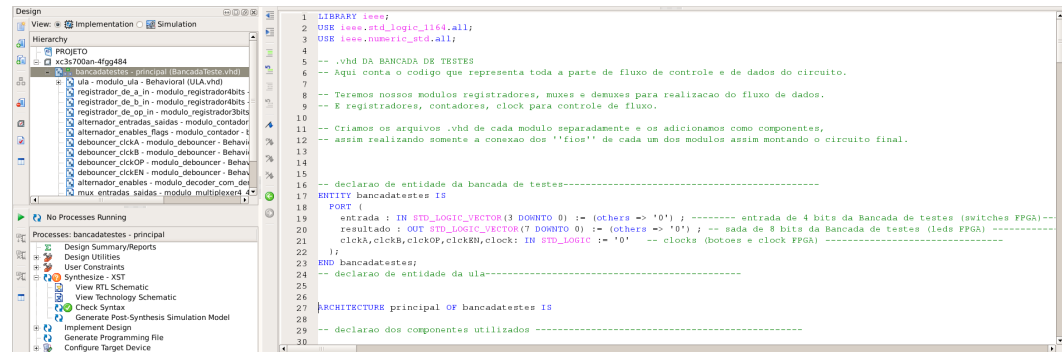 Design
View: Implementation Simulation
Hierarchy
PROJETO
xc3s700an-4fgg484
bancadatestes - principal (BancadaTeste.vhd)
ula - modulo_ula - Behavioral (ULA.vhd)
registrador_de_a_in - modulo_registrador4bits -
registrador_de_b_in - modulo_registrador4bits -
registrador_de_op_in - modulo_registrador3bits
alternador_entradas_saidas - modulo_contador
alternador_enables_flags - modulo_contador - b
debouncer_clckA - modulo_debouncer - Behavi
debouncer_clckB - modulo_debouncer - Behavi
debouncer_clckOP - modulo_debouncer - Behav
debouncer_clckEN - modulo_debouncer - Behav
alternador_enables - modulo_decoder_com_der
mux_entradas_saidas - modulo_multiplexer4_4
No Processes Running
Processes: bancadatestes - principal
Design Summary/Reports
Design Utilities
User Constraints
Synthesize - XST
View RTL Schematic
View Technology Schematic
Check Syntax
Generate Post-Synthesis Simulation Model
Implement Design
Generate Programming File
Configure Target Device
1 LIBRARY ieee;
2 USE ieee.std_logic_1164.all;
3 USE ieee.numeric_std.all;
4
5 -- .vhd DA BANCADA DE TESTES
6 -- Aqui conta o codigo que representa toda a parte de fluxo de controle e de dados do circuito.
7
8 -- Teremos nossos modulos registradores, muxes e demuxes para realizacao do fluxo de dados.
9 -- E registradores, contadores, clock para controle de fluxo.
10
11 -- Criamos os arquivos .vhd de cada modulo separadamente e os adicionamos como componentes,
12 -- assim realizando somente a conexao dos ''fios'' de cada um dos modulos assim montando o circuito final.
13
14
15
16 -- declarao de entidade da bancada de testes-----------------------------------------------
17 ENTITY bancadatestes IS
18 PORT (
19 entrada : IN STD_LOGIC_VECTOR(3 DOWNTO 0) := (others => '0') ; -------- entrada de 4 bits da Bancada de testes (switches FPGA)---
20 resultado : OUT STD_LOGIC_VECTOR(7 DOWNTO 0) := (others => '0') ; -- sada de 8 bits da Bancada de testes (leds FPGA) -----------
21 clckA,clckB,clckOP,clckEN,clock: IN STD_LOGIC := '0' -- clocks (botoes e clock FPGA) ---------------------------------
22 );
23 END bancadatestes;
24 -- declarao de entidade da ula--------------------------------------------------------------
25
26
27 ARCHITECTURE principal OF bancadatestes IS
28
29 -- declarao dos componentes utilizados -------------------------------------------------
30